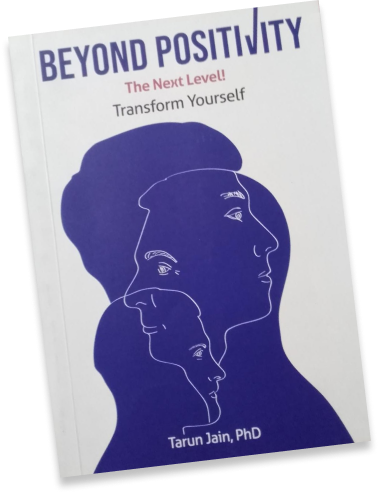 BEYOND POSITIVITY
The Next Level!
Transform Yourself
Tarun Jain, PhD